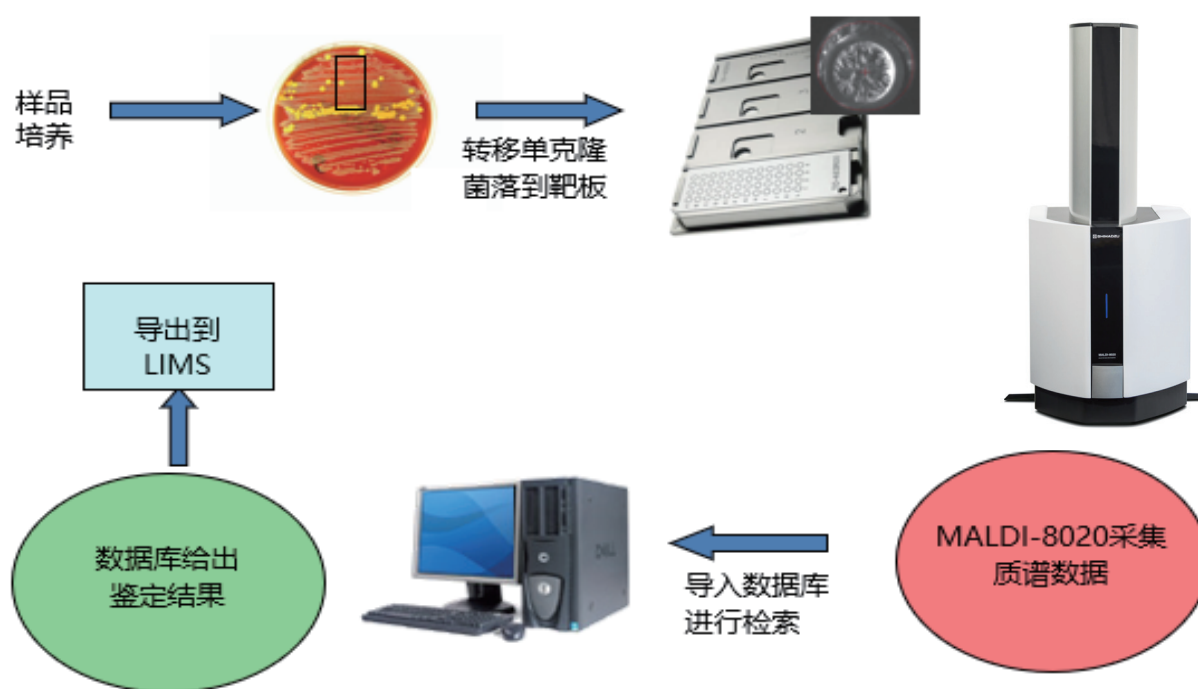 样品
培养
转移单克隆
菌落到靶板
导出到
LIMS
数据库给出
鉴定结果
导入数据库
进行检索
MALDI-8020采集
质谱数据
SHIMADZU
DELL